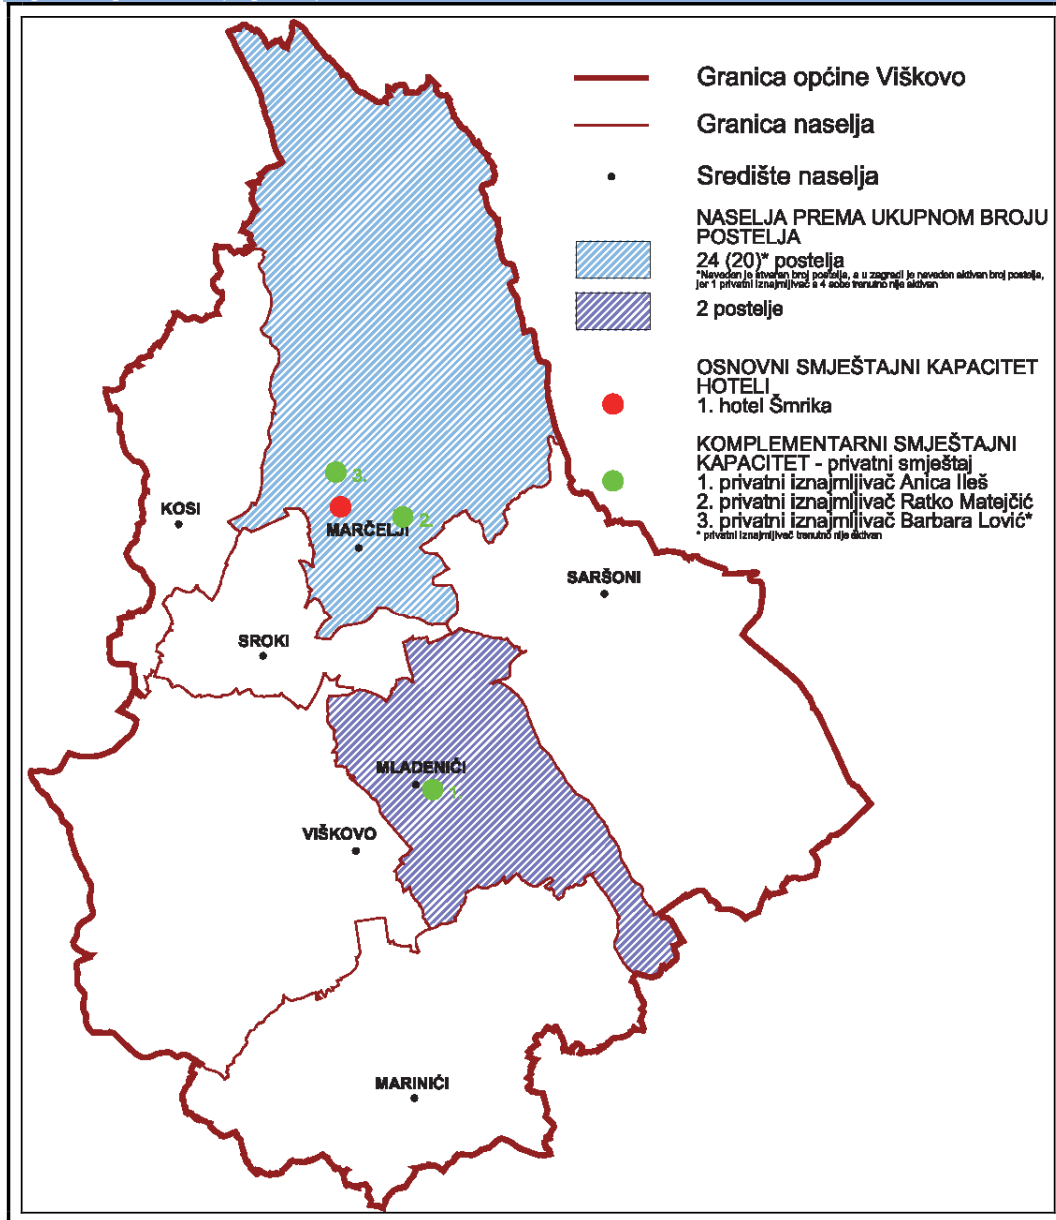 Granica općine Viškovo
Granica naselja
Središte naselja
NASELJA PREMA UKUPNOM BROJU
POSTELJA
24 (20)* postelja
*Naveden je stvaran broj postelja, a u zagradi je naveden aktivan broj postelja,
jer 1 privatni iznajmljivač s 4 sobe trenutno nije aktivan
2 postelje
OSNOVNI SMJEŠTAJNI KAPACITET
HOTELI
1. hotel Šmrika
KOMPLEMENTARNI SMJEŠTAJNI
KAPACITET - privatni smještaj
1. privatni iznajmljivač Anica Ileš
2. privatni iznajmljivač Ratko Matejčić
3. privatni iznajmljivač Barbara Lović*
* privatni iznajmljivač trenutno nije aktivan
3.
KOSI
2.
MARČELJI
SARŠONI
SROKI
MLADENIĆI
1.
VIŠKOVO
MARINIĆI